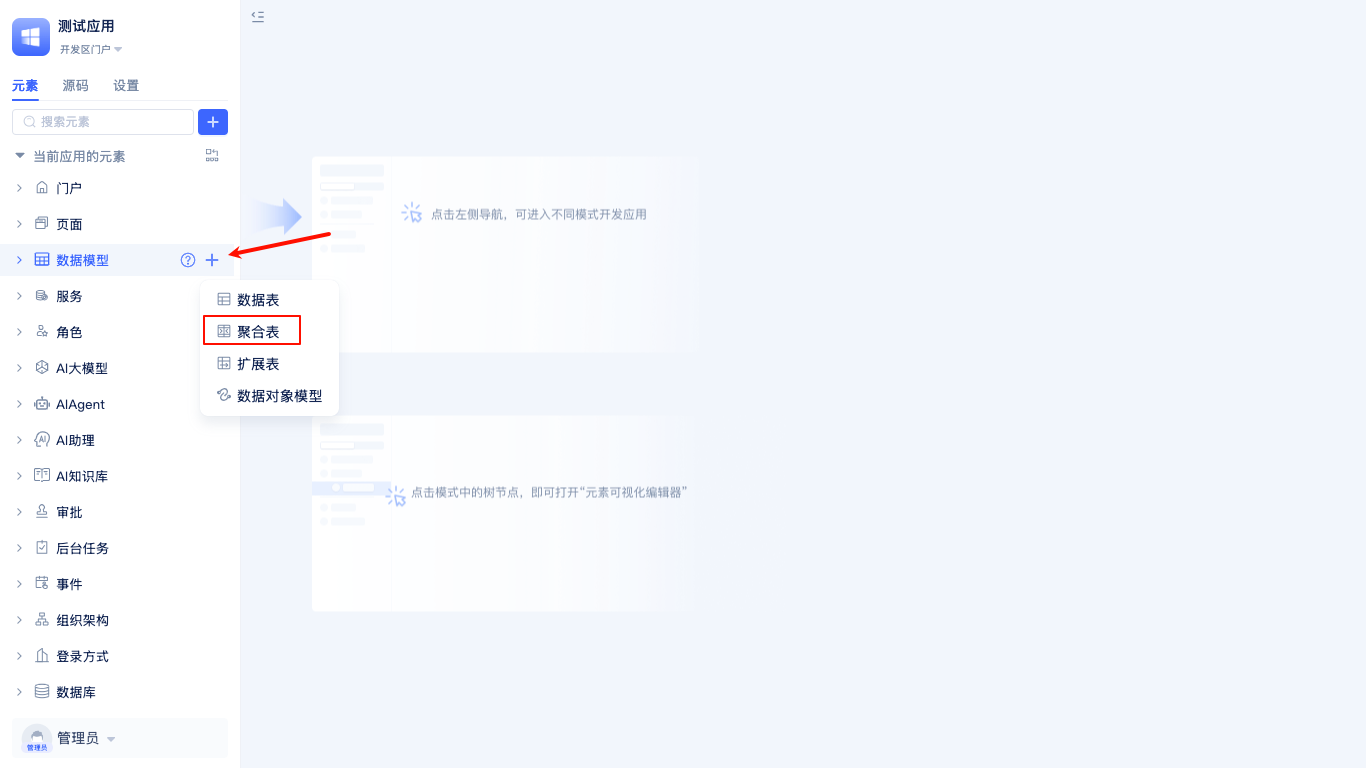 测试应用
开发区门户
元素 源码 设置
搜索元素
当前应用的元素
门户
页面
数据模型
服务
角色
AI大模型
AIAgent
AI助理
AI知识库
审批
后台任务
事件
组织架构
登录方式
数据库
管理员
管理员
数据表
聚合表
扩展表
数据对象模型
点击左侧导航，可进入不同模式开发应用
点击模式中的树节点，即可打开“元素可视化编辑器”